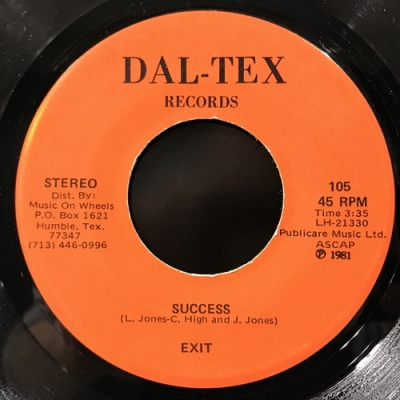 DAL-TEX
RECORDS
STEREO
Dist. By:
Music On Wheels
P.O. Box 1621
Humble, Tex.
77347
(713) 446-0996
105
45 RPM
Time 3:35
LH-21330
Publicare Music Ltd.
ASCAP
℗ 1981
SUCCESS
(L. Jones-C. High and J. Jones)
EXIT